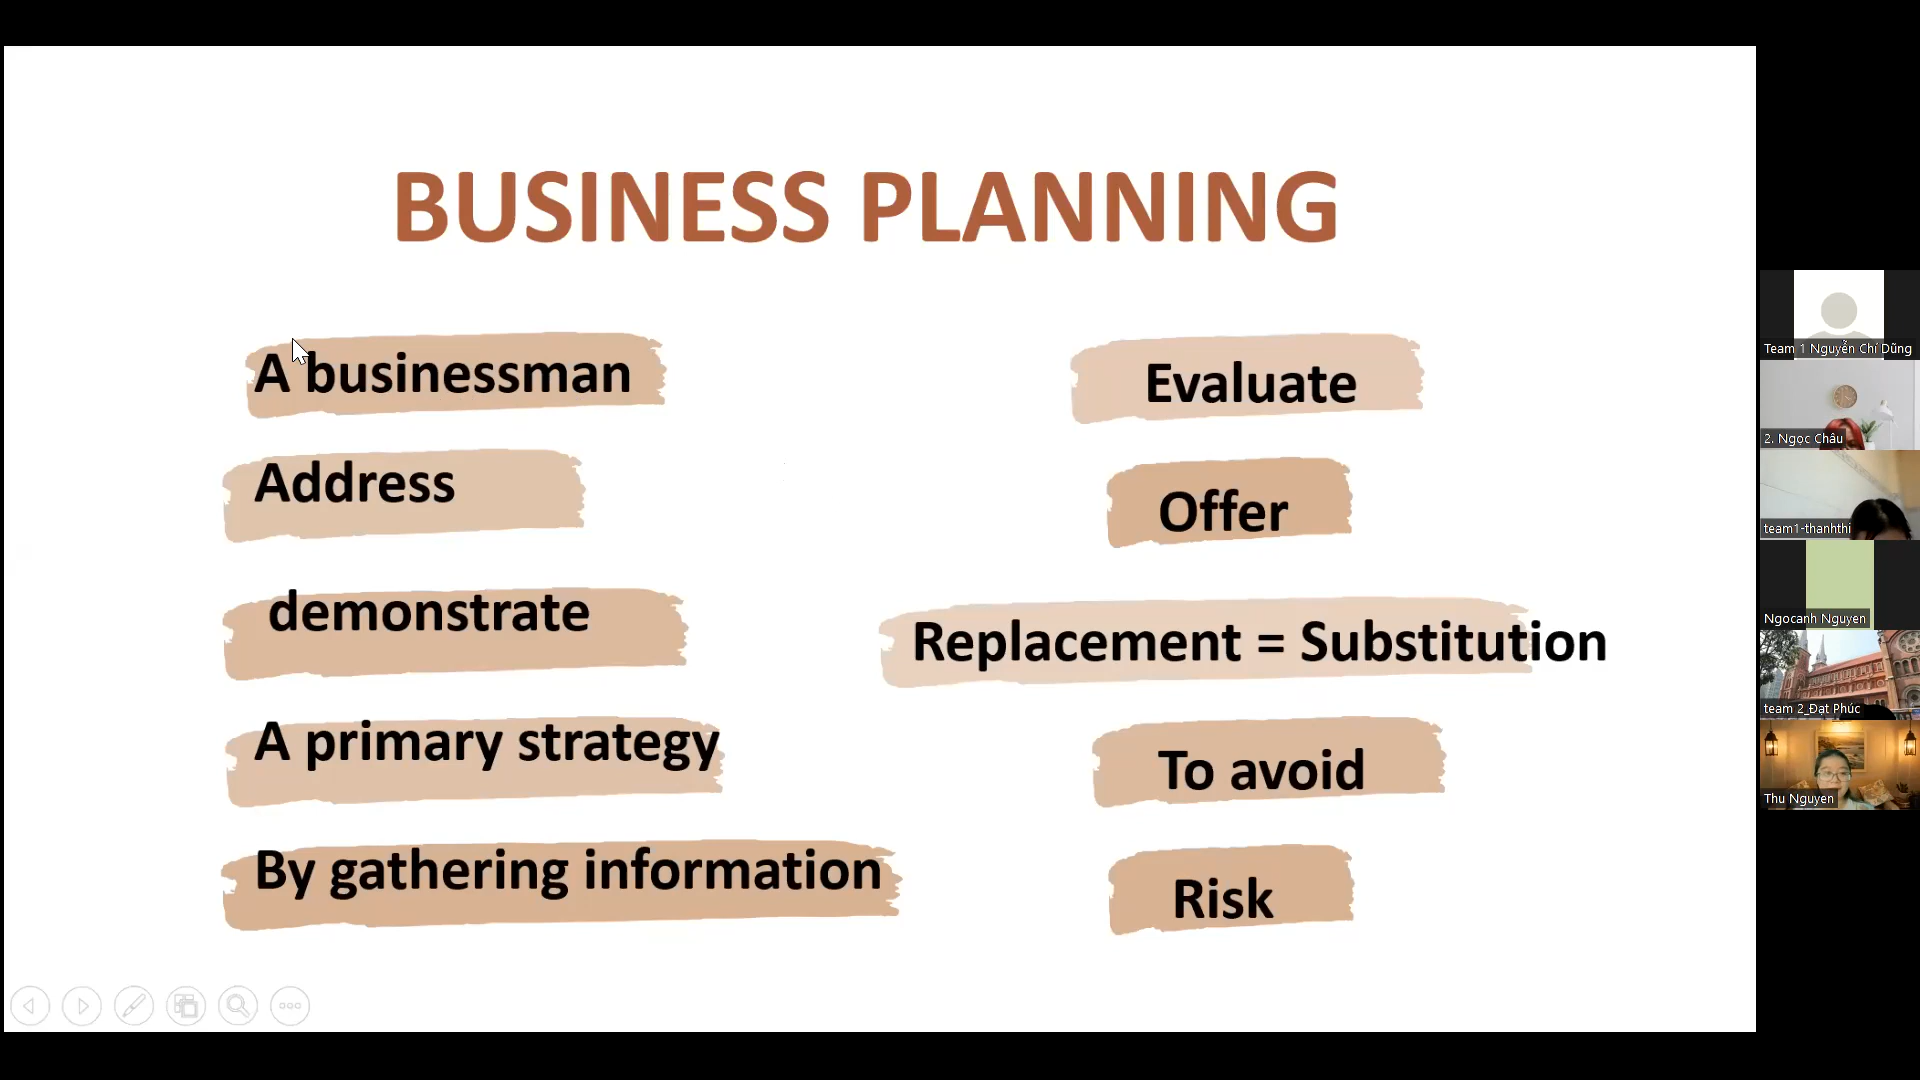 BUSINESS PLANNING
A businessman
Address
demonstrate
A primary strategy
By gathering information
Evaluate
Offer
Replacement = Substitution
To avoid
Risk
Team 1 Nguyễn Chí Dũng
2. Ngọc Châu
team1-thanhthi
Ngocanh Nguyen
team 2_Đạt Phúc
Thu Nguyen